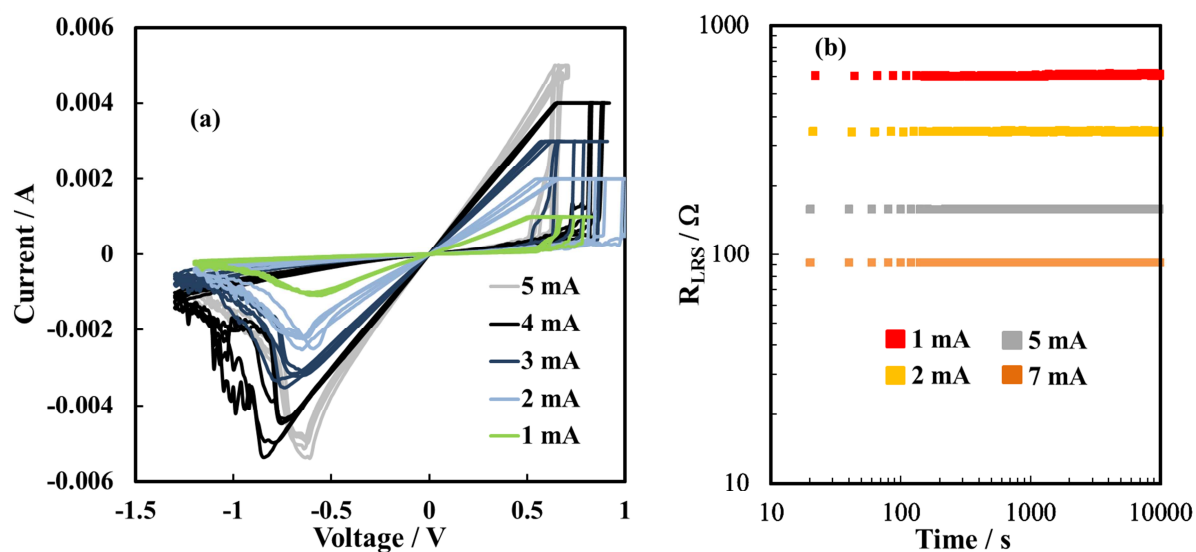 (a)
Current / A
0.006
0.004
0.002
0
-0.002
-0.004
-0.006
5 mA
4 mA
3 mA
2 mA
1 mA
-1.5 -1 -0.5 0 0.5 1
Voltage / V
(b)
R_LRS / Ω
1000
100
10
1 mA 5 mA
2 mA 7 mA
10 100 1000 10000
Time / s